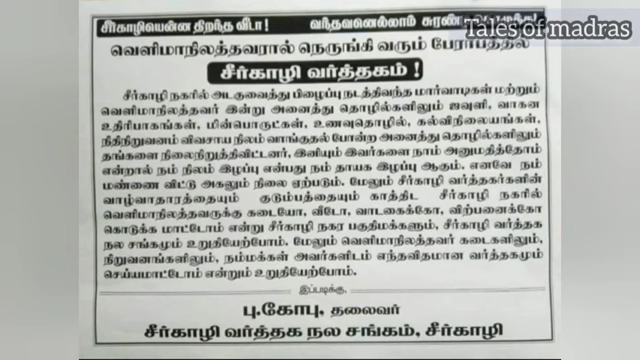 Tales of madras
சீர்காழியென்ன திறந்த வீடா! வந்தவனெல்லாம்
வெளிமாநிலத்தவரால் நெருங்கி வரும் பேராபத்தில்
சீர்காழி வர்த்தகம் !
சீர்காழி நகரில் அடகுவைத்து பிழைப்பு நடத்திவந்த மார்வாடிகள் மற்றும்
வெளிமாநிலத்தவர் இன்று அனைத்து தொழில்களிலும் ஜவுளி, வாகன
உதிரிபாகங்கள், மின்பொருட்கள், உணவுதொழில், கல்விநிலையங்கள்,
நிதிநிறுவனம் விவசாய நிலம் வாங்குதல் போன்ற அனைத்து தொழில்களிலும்
தங்களை நிலைநிறுத்திவிட்டனர், இனியும் இவர்களை நாம் அனுமதித்தோம்
என்றால் நம் நிலம் இழப்பு என்பது நம் தாயக இழப்பு ஆகும். எனவே நம்
மண்ணை விட்டு அகலும் நிலை ஏற்படும். மேலும் சீர்காழி வர்த்தகர்களின்
வாழ்வாதாரத்தையும் குடும்பத்தையும் காத்திட சீர்காழி நகரில்
வெளிமாநிலத்தவருக்கு கடையோ, வீடோ, வாடகைக்கோ, விற்பனைக்கோ
கொடுக்க மாட்டோம் என்று சீர்காழி நகர பகுதிமக்களும், சீர்காழி வர்த்தக
நல சங்கமும் உறுதியேற்போம். மேலும் வெளிமாநிலத்தவர் கடைகளிலும்,
நிறுவனங்களிலும், நம்மக்கள் அவர்களிடம் எந்தவிதமான வர்த்தகமும்
செய்யமாட்டோம் என்றும் உறுதியேற்போம்.
இப்படிக்கு,
பு.கோபு, தலைவர்
சீர்காழி வர்த்தக நல சங்கம், சீர்காழி